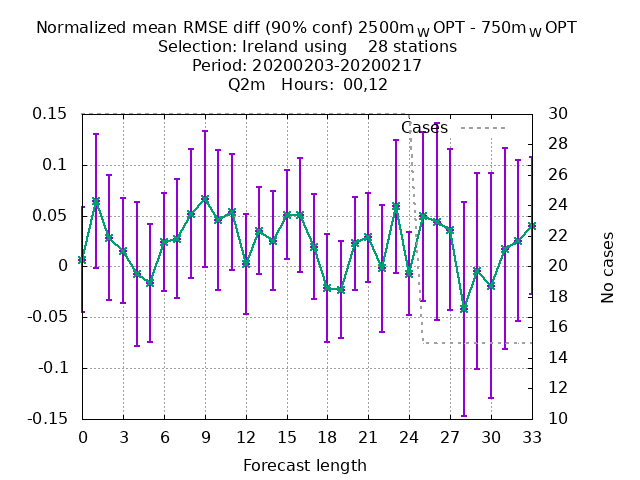 Normalized mean RMSE diff (90% conf) 2500m_W OPT - 750m_W OPT
Selection: Ireland using 28 stations
Period: 20200203-20200217
Q2m Hours: 00,12
0.15
0.1
0.05
0
-0.05
-0.1
-0.15
Cases
30
28
26
24
22
20
18
16
14
12
10
No cases
0 3 6 9 12 15 18 21 24 27 30 33
Forecast length